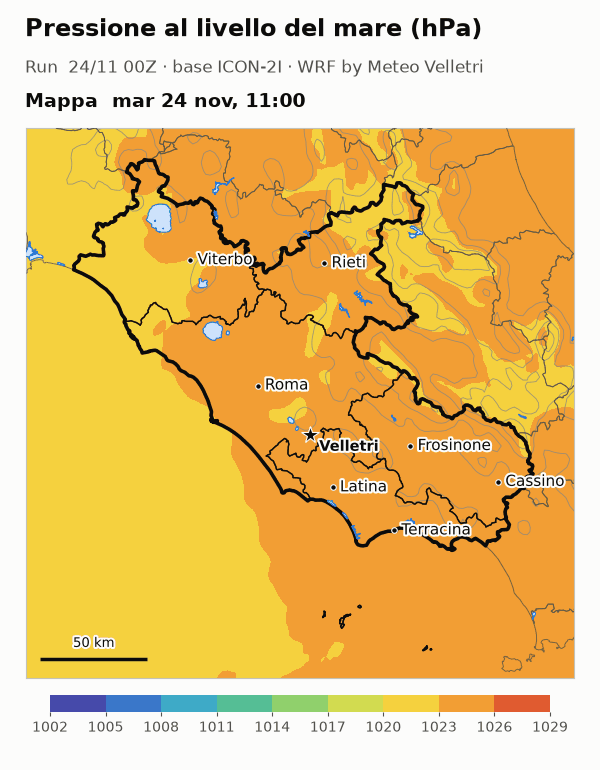 Pressione al livello del mare (hPa)
Run  24/11 00Z · base ICON-2I · WRF by Meteo Velletri
Mappa  mar 24 nov, 11:00
Viterbo
Rieti
Roma
Velletri
Frosinone
Latina
Cassino
Terracina
50 km
1002 1005 1008 1011 1014 1017 1020 1023 1026 1029